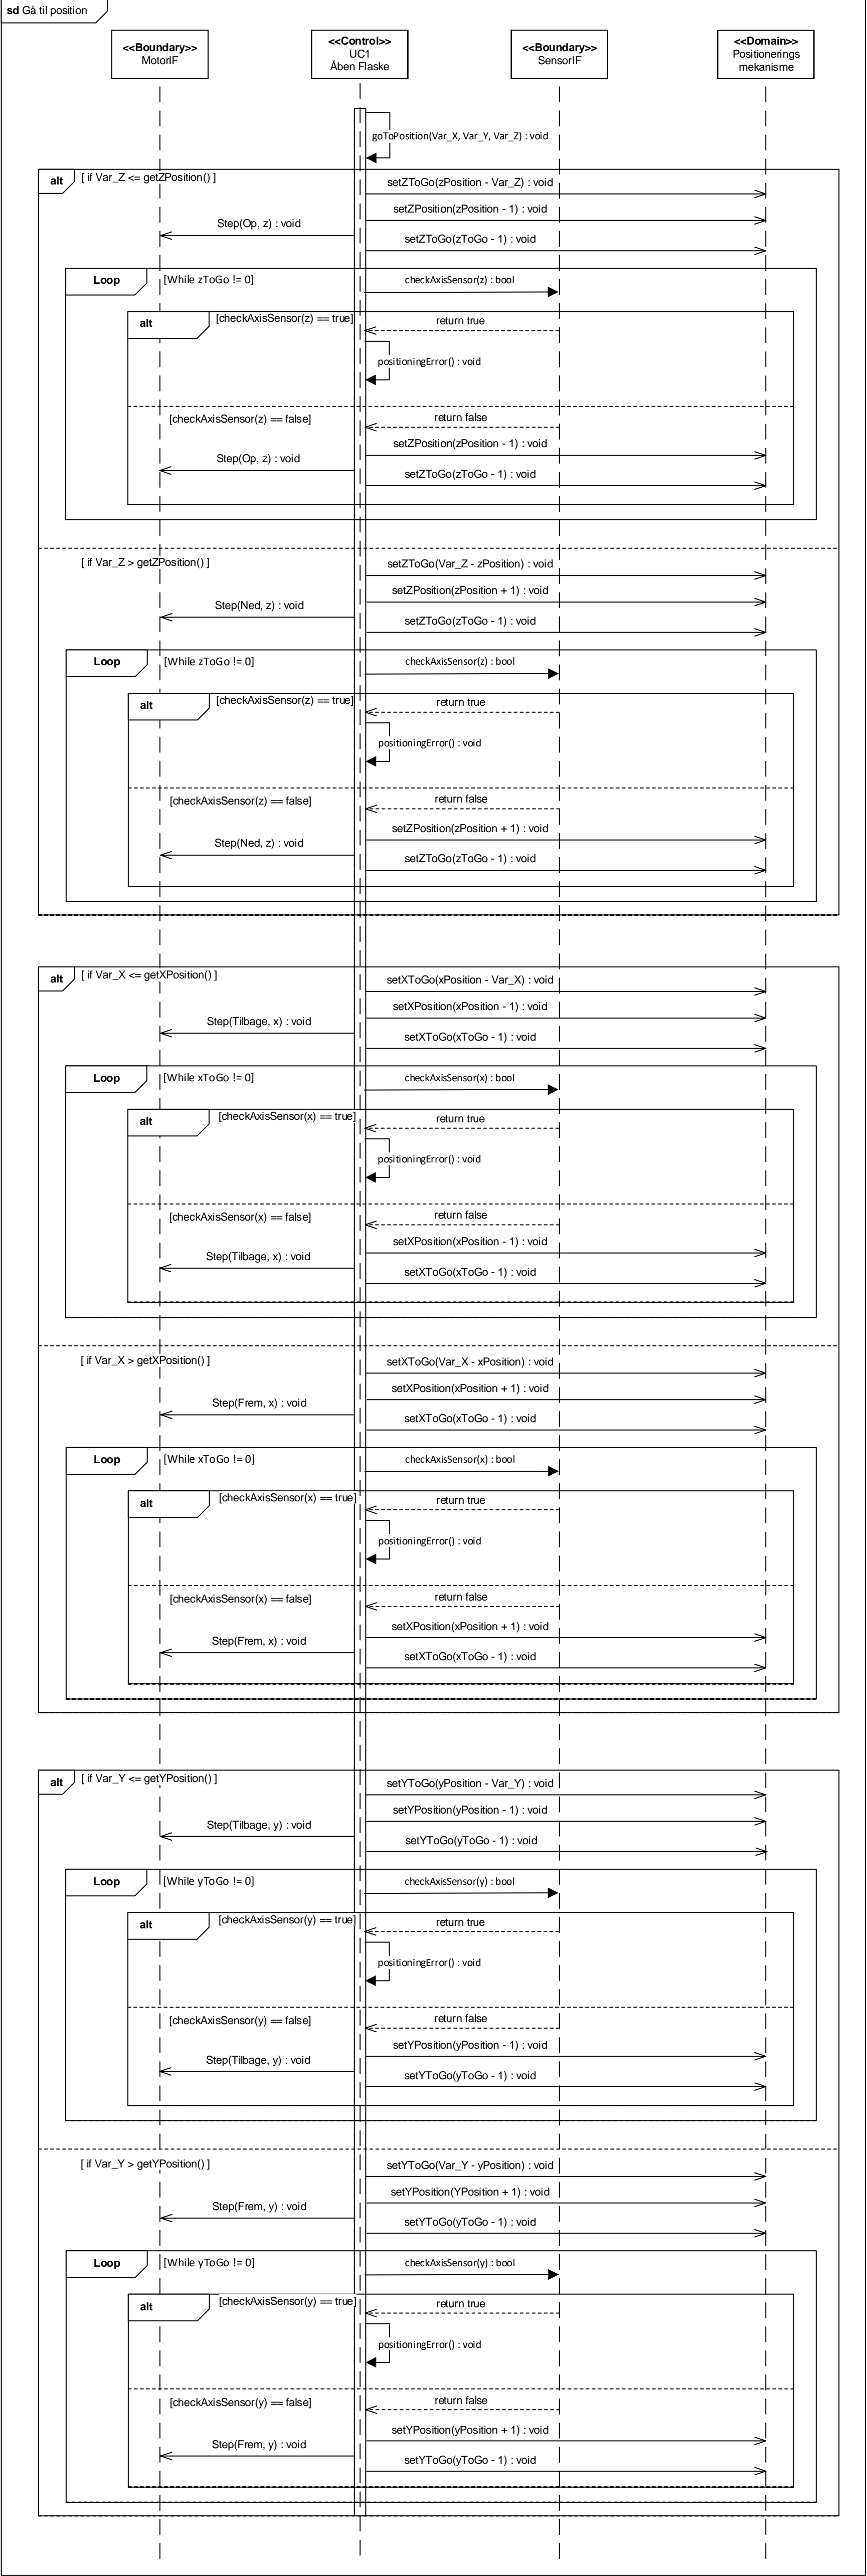 sd Gå til position
<<Boundary>>
MotorIF
<<Control>>
UC1
Åben Flaske
<<Boundary>>
SensorIF
<<Domain>>
Positionerings
mekanisme
goToPosition(Var_X, Var_Y, Var_Z) : void
alt
[ if Var_Z <= getZPosition() ]
setZToGo(zPosition - Var_Z) : void
setZPosition(zPosition - 1) : void
Step(Op, z) : void
setZToGo(zToGo - 1) : void
Loop
[While zToGo != 0]
checkAxisSensor(z) : bool
alt
[checkAxisSensor(z) == true]
return true
positioningError() : void
[checkAxisSensor(z) == false]
return false
setZPosition(zPosition - 1) : void
Step(Op, z) : void
setZToGo(zToGo - 1) : void
[ if Var_Z > getZPosition() ]
setZToGo(Var_Z - zPosition) : void
setZPosition(zPosition + 1) : void
Step(Ned, z) : void
setZToGo(zToGo - 1) : void
Loop
[While zToGo != 0]
checkAxisSensor(z) : bool
alt
[checkAxisSensor(z) == true]
return true
positioningError() : void
[checkAxisSensor(z) == false]
return false
setZPosition(zPosition + 1) : void
Step(Ned, z) : void
setZToGo(zToGo - 1) : void
alt
[ if Var_X <= getXPosition() ]
setXToGo(xPosition - Var_X) : void
setXPosition(xPosition - 1) : void
Step(Tilbage, x) : void
setXToGo(xToGo - 1) : void
Loop
[While xToGo != 0]
checkAxisSensor(x) : bool
alt
[checkAxisSensor(x) == true]
return true
positioningError() : void
[checkAxisSensor(x) == false]
return false
setXPosition(xPosition - 1) : void
Step(Tilbage, x) : void
setXToGo(xToGo - 1) : void
[ if Var_X > getXPosition() ]
setXToGo(Var_X - xPosition) : void
setXPosition(xPosition + 1) : void
Step(Frem, x) : void
setXToGo(xToGo - 1) : void
Loop
[While xToGo != 0]
checkAxisSensor(x) : bool
alt
[checkAxisSensor(x) == true]
return true
positioningError() : void
[checkAxisSensor(x) == false]
return false
setXPosition(xPosition + 1) : void
Step(Frem, x) : void
setXToGo(xToGo - 1) : void
alt
[ if Var_Y <= getYPosition() ]
setYToGo(yPosition - Var_Y) : void
setYPosition(yPosition - 1) : void
Step(Tilbage, y) : void
setYToGo(yToGo - 1) : void
Loop
[While yToGo != 0]
checkAxisSensor(y) : bool
alt
[checkAxisSensor(y) == true]
return true
positioningError() : void
[checkAxisSensor(y) == false]
return false
setYPosition(yPosition - 1) : void
Step(Tilbage, y) : void
setYToGo(yToGo - 1) : void
[ if Var_Y > getYPosition() ]
setYToGo(Var_Y - yPosition) : void
setYPosition(YPosition + 1) : void
Step(Frem, y) : void
setYToGo(yToGo - 1) : void
Loop
[While yToGo != 0]
checkAxisSensor(y) : bool
alt
[checkAxisSensor(y) == true]
return true
positioningError() : void
[checkAxisSensor(y) == false]
return false
setYPosition(yPosition + 1) : void
Step(Frem, y) : void
setYToGo(yToGo - 1) : void